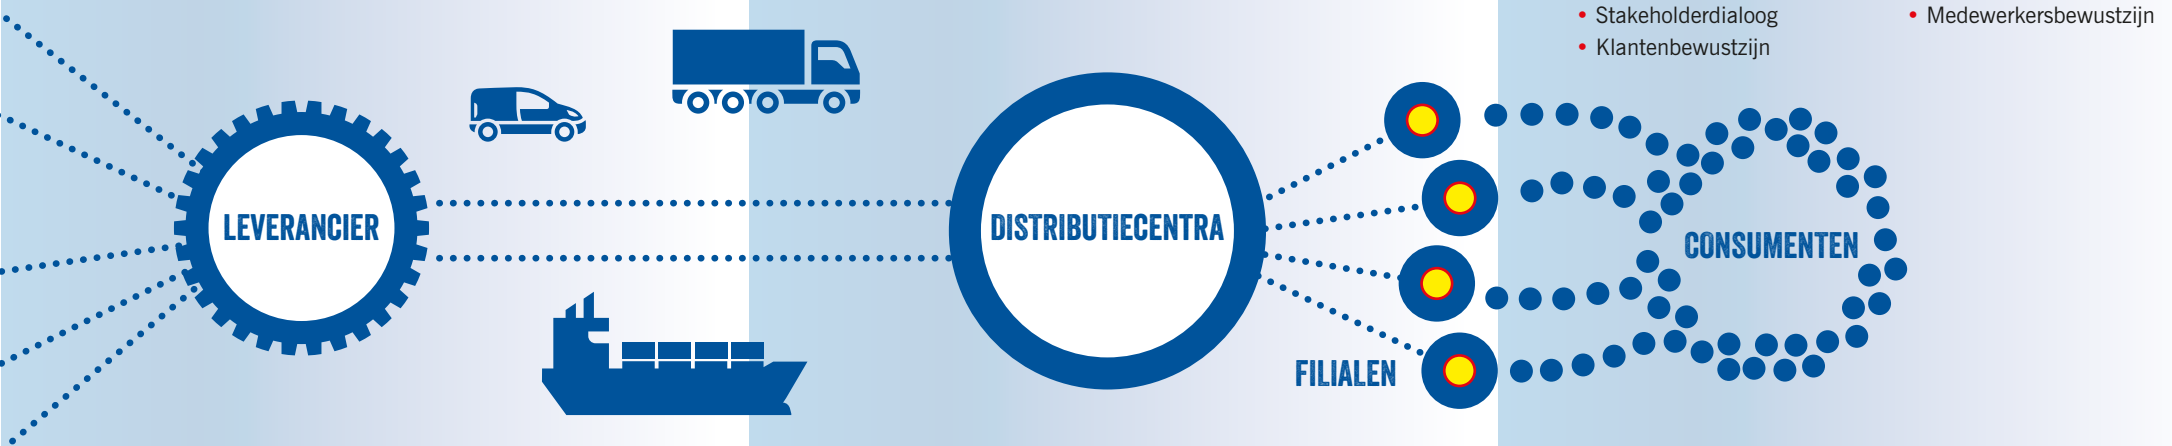 • Stakeholderdialoog
• Klantenbewustzijn
• Medewerkersbewustzijn
LEVERANCIER
DISTRIBUTIECENTRA
FILIALEN
CONSUMENTEN